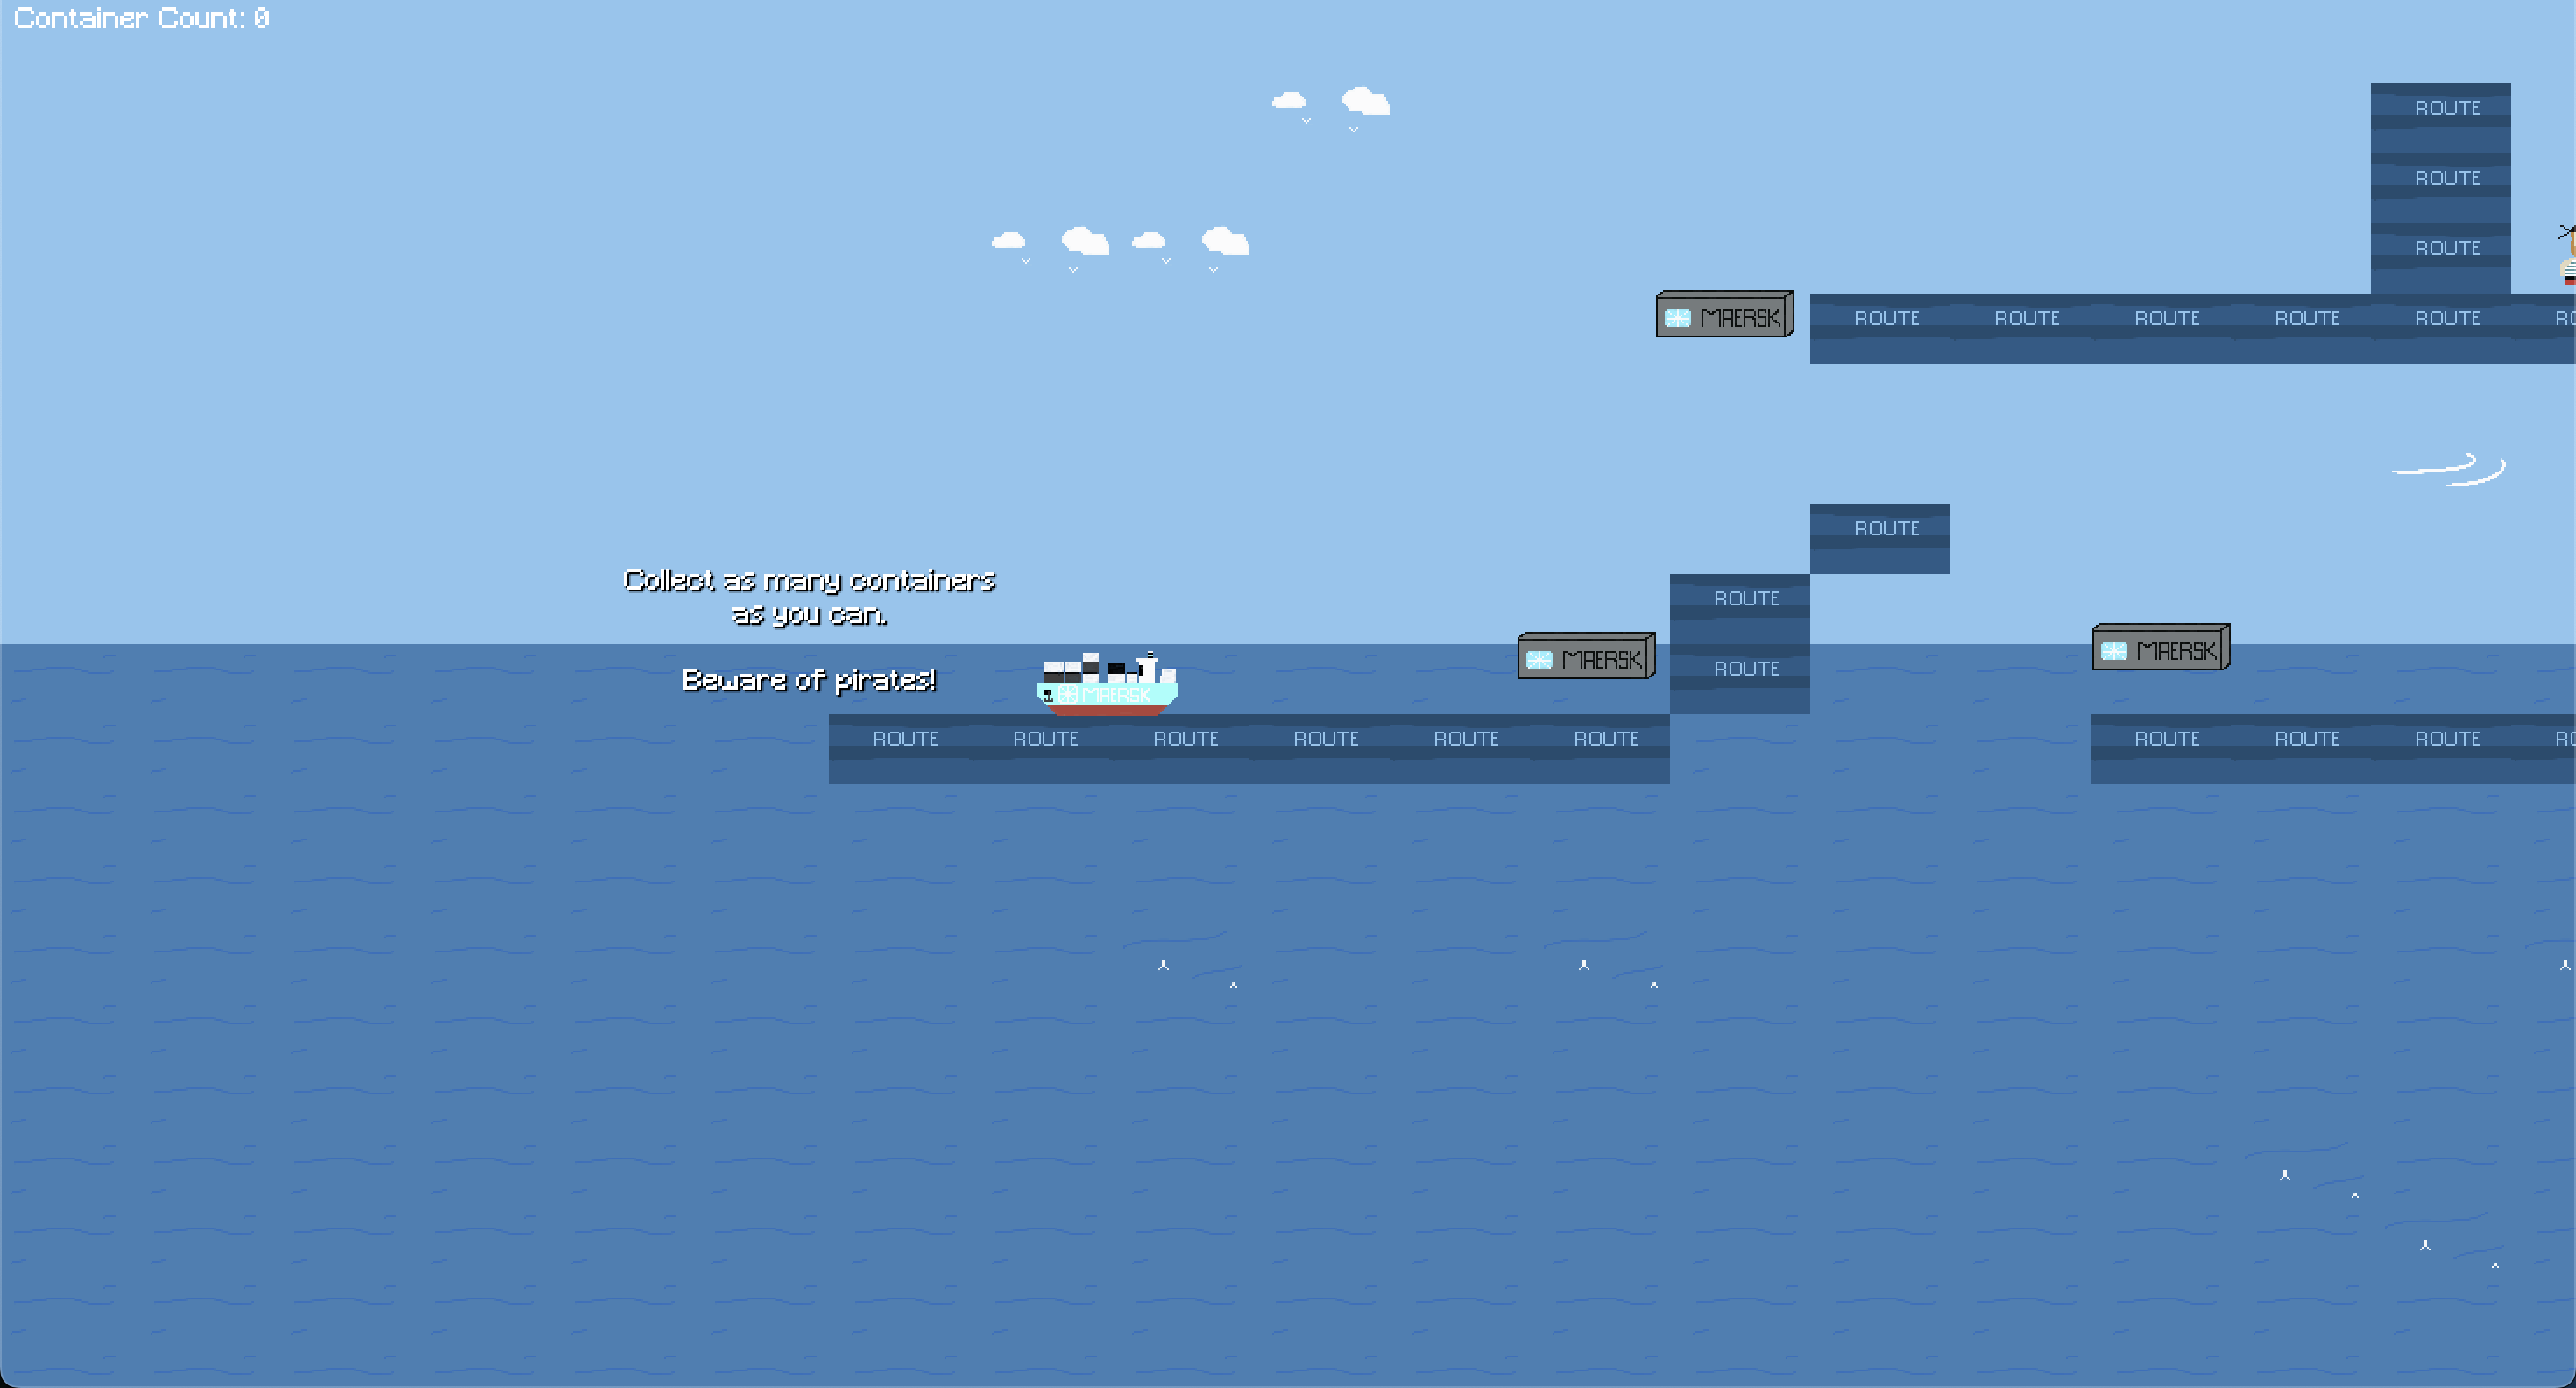 Container Count: 0
ROUTE
ROUTE
ROUTE
MAERSK
ROUTE ROUTE ROUTE ROUTE ROUTE
ROUTE
Collect as many containers
as you can.
ROUTE
MAERSK
MAERSK
ROUTE
Beware of pirates!
MAERSK
ROUTE ROUTE ROUTE ROUTE ROUTE ROUTE
ROUTE ROUTE ROUTE